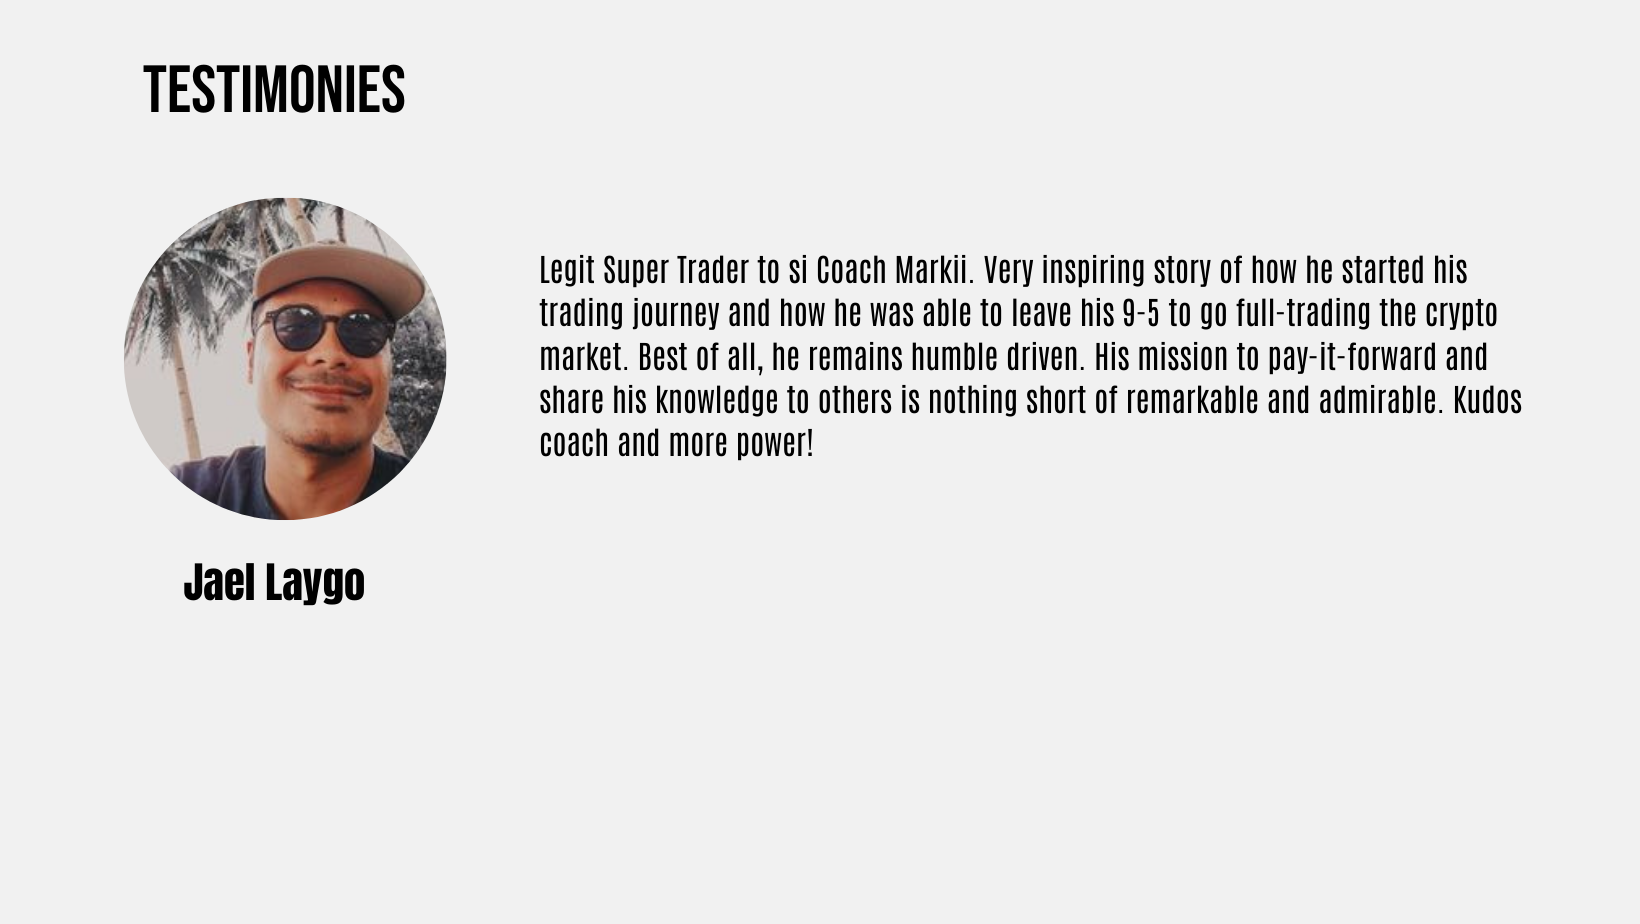 TESTIMONIES
Legit Super Trader to si Coach Markii. Very inspiring story of how he started his
trading journey and how he was able to leave his 9-5 to go full-trading the crypto
market. Best of all, he remains humble driven. His mission to pay-it-forward and
share his knowledge to others is nothing short of remarkable and admirable. Kudos
coach and more power!
Jael Laygo